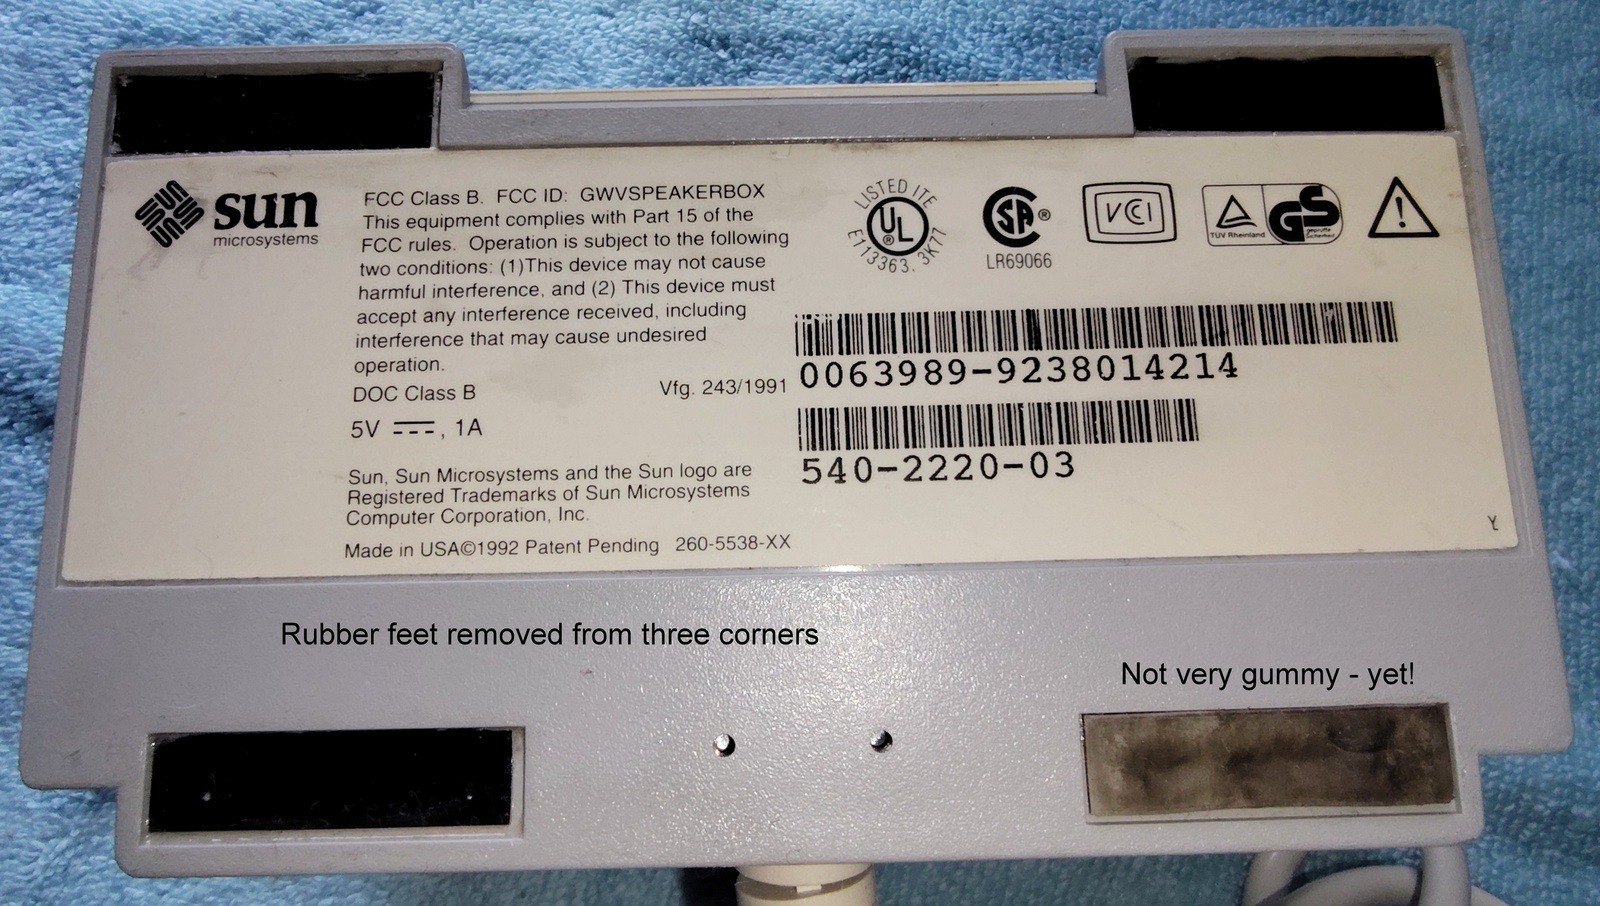 sun
microsystems
FCC Class B. FCC ID: GWVSPEAKERBOX
This equipment complies with Part 15 of the
FCC rules. Operation is subject to the following
two conditions: (1)This device may not cause
harmful interference, and (2) This device must
accept any interference received, including
interference that may cause undesired
operation.
DOC Class B Vfg. 243/1991
5V ⎓, 1A
Sun, Sun Microsystems and the Sun logo are
Registered Trademarks of Sun Microsystems
Computer Corporation, Inc.
Made in USA©1992 Patent Pending 260-5538-XX
LISTED ITE
UL ®
E113363. 3K77
SA ®
LR69066
VCI
TÜV Rheinland
GS
geprüfte
Sicherheit
!
0063989-9238014214
540-2220-03
Y
Rubber feet removed from three corners
Not very gummy - yet!